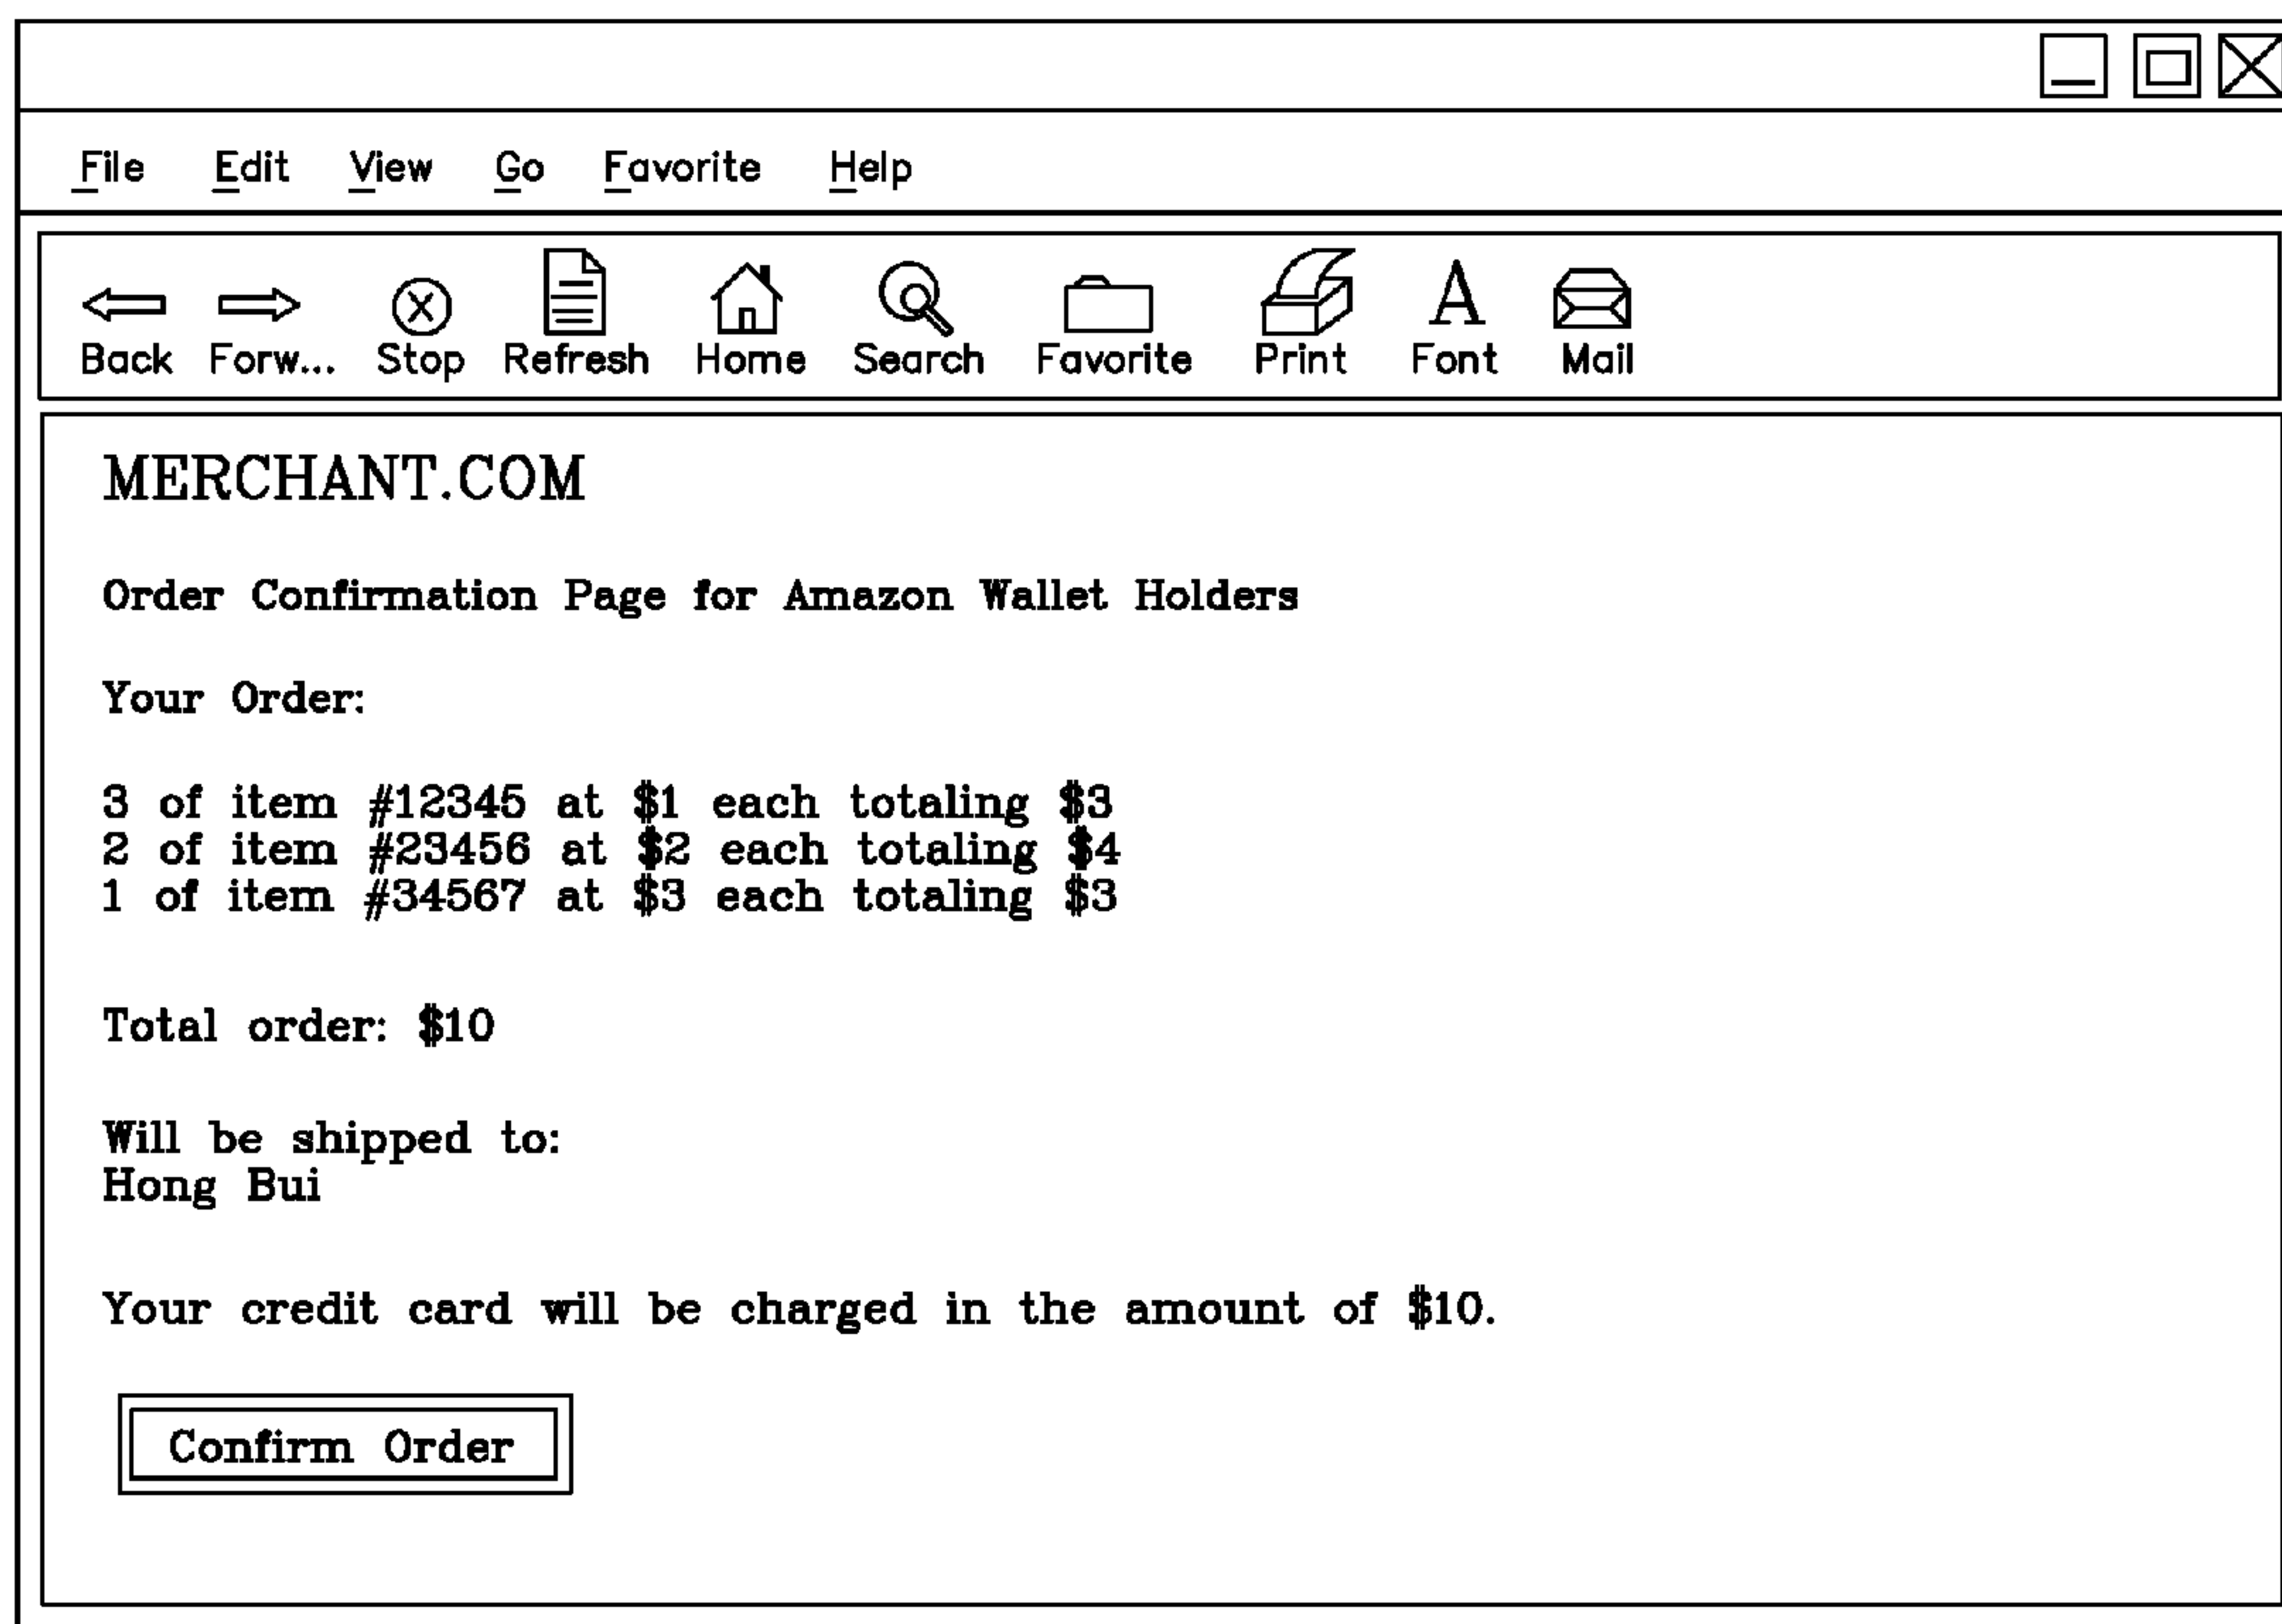 File Edit View Go Favorite Help
Back Forw... Stop Refresh Home Search Favorite Print Font Mail
MERCHANT.COM
Order Confirmation Page for Amazon Wallet Holders
Your Order:
3 of item #12345 at $1 each totaling $3
2 of item #23456 at $2 each totaling $4
1 of item #34567 at $3 each totaling $3
Total order: $10
Will be shipped to:
Hong Bui
Your credit card will be charged in the amount of $10.
Confirm Order